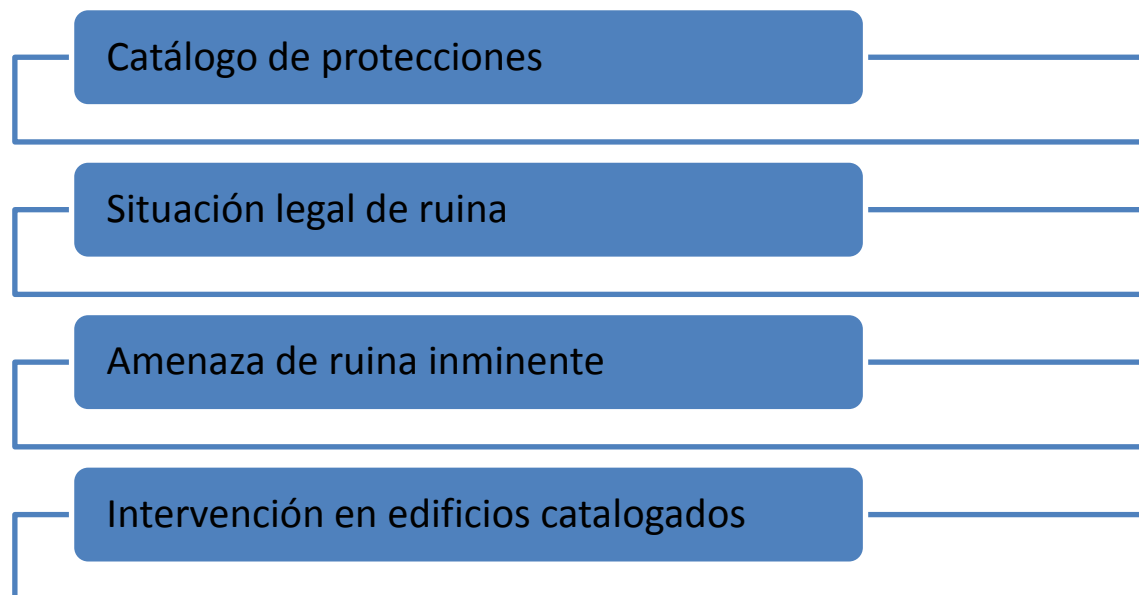 Catálogo de protecciones
Situación legal de ruina
Amenaza de ruina inminente
Intervención en edificios catalogados